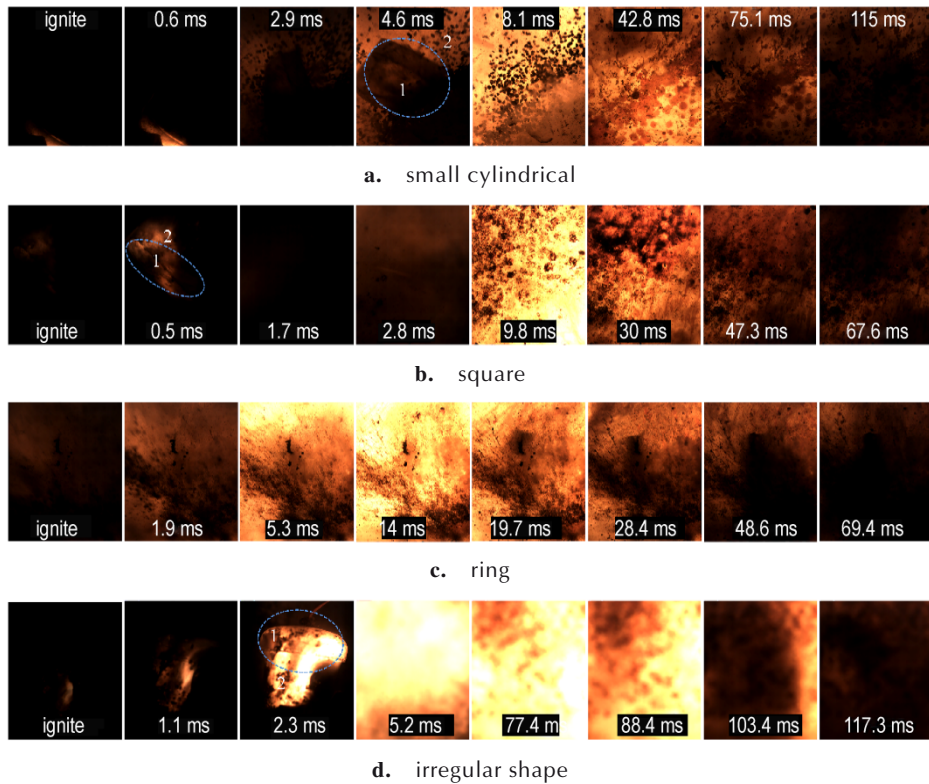 ignite 0.6 ms 2.9 ms 4.6 ms 8.1 ms 42.8 ms 75.1 ms 115 ms
2
1
a. small cylindrical
2
1
ignite 0.5 ms 1.7 ms 2.8 ms 9.8 ms 30 ms 47.3 ms 67.6 ms
b. square
ignite 1.9 ms 5.3 ms 14 ms 19.7 ms 28.4 ms 48.6 ms 69.4 ms
c. ring
1
2
ignite 1.1 ms 2.3 ms 5.2 ms 77.4 m 88.4 ms 103.4 ms 117.3 ms
d. irregular shape